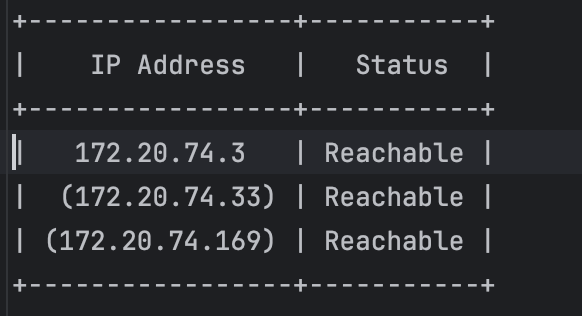 +-----------------+-----------+
|    IP Address   |   Status  |
+-----------------+-----------+
|   172.20.74.3   | Reachable |
|  (172.20.74.33) | Reachable |
| (172.20.74.169) | Reachable |
+-----------------+-----------+